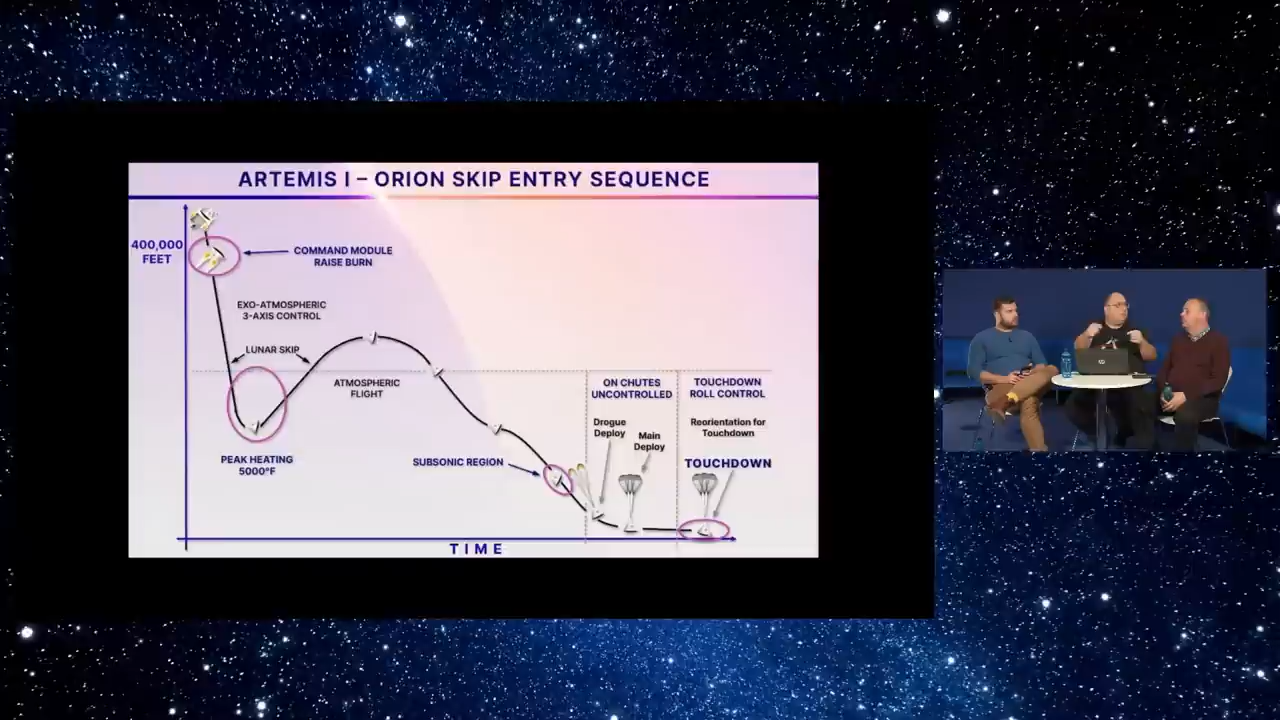 ARTEMIS I – ORION SKIP ENTRY SEQUENCE
400,000
FEET
COMMAND MODULE
RAISE BURN
EXO-ATMOSPHERIC
3-AXIS CONTROL
LUNAR SKIP
ATMOSPHERIC
FLIGHT
PEAK HEATING
5000°F
SUBSONIC REGION
ON CHUTES
UNCONTROLLED
Drogue
Deploy
Main
Deploy
TOUCHDOWN
ROLL CONTROL
Reorientation for
Touchdown
TOUCHDOWN
TIME
hp